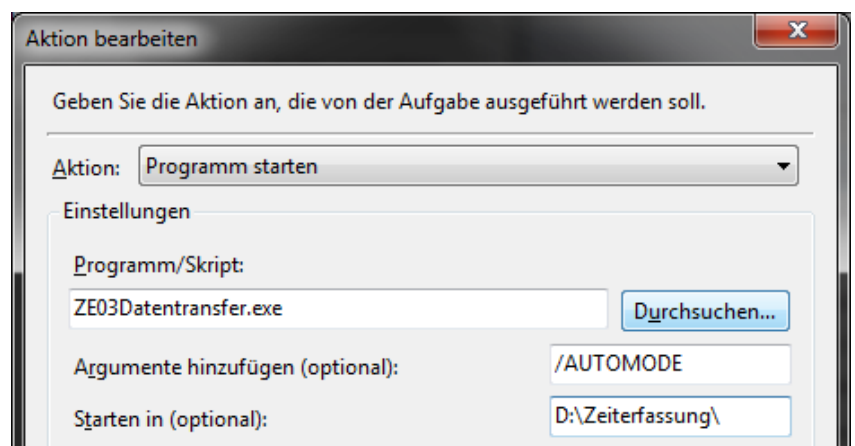 Aktion bearbeiten
Geben Sie die Aktion an, die von der Aufgabe ausgeführt werden soll.
Aktion: Programm starten
Einstellungen
Programm/Skript:
ZE03Datentransfer.exe Durchsuchen...
Argumente hinzufügen (optional): /AUTOMODE
Starten in (optional): D:\Zeiterfassung\